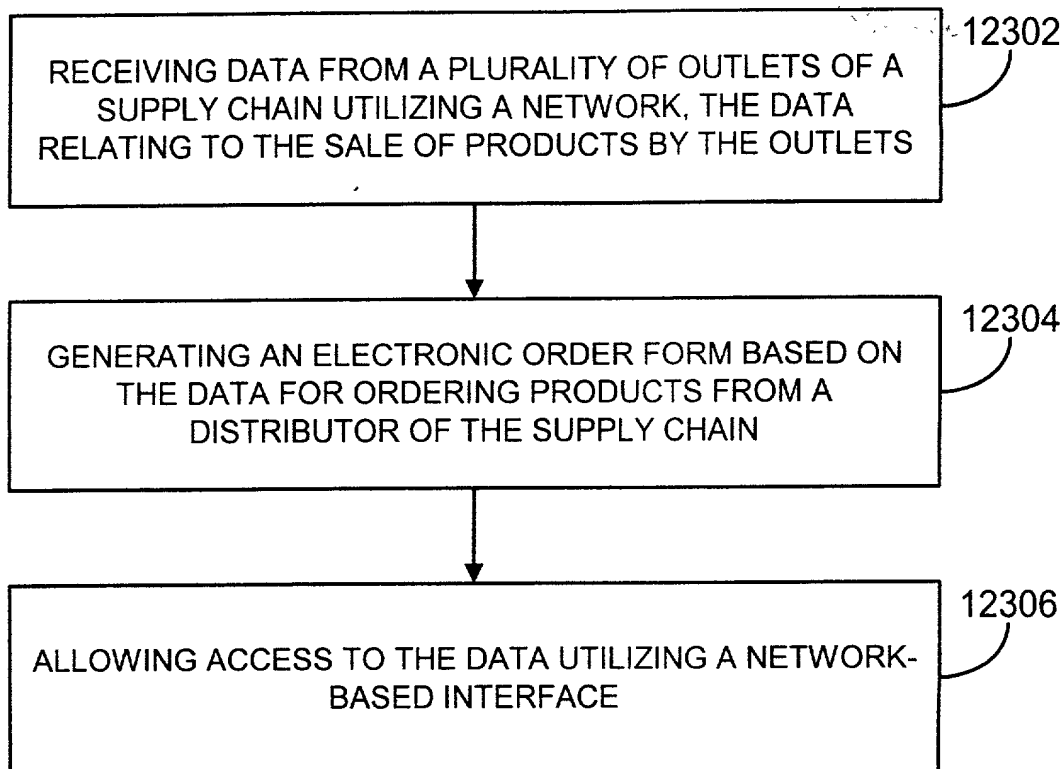 12302
RECEIVING DATA FROM A PLURALITY OF OUTLETS OF A
SUPPLY CHAIN UTILIZING A NETWORK, THE DATA
RELATING TO THE SALE OF PRODUCTS BY THE OUTLETS
12304
GENERATING AN ELECTRONIC ORDER FORM BASED ON
THE DATA FOR ORDERING PRODUCTS FROM A
DISTRIBUTOR OF THE SUPPLY CHAIN
12306
ALLOWING ACCESS TO THE DATA UTILIZING A NETWORK-
BASED INTERFACE